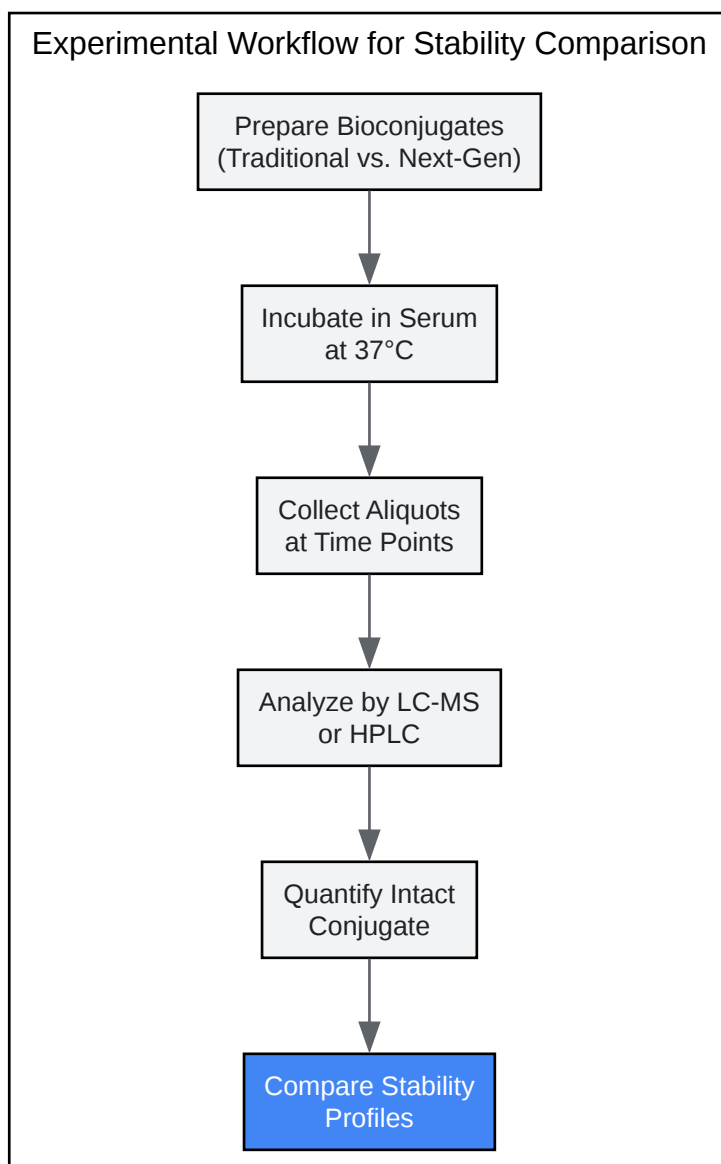 Experimental Workflow for Stability Comparison
Prepare Bioconjugates
(Traditional vs. Next-Gen)
Incubate in Serum
at 37°C
Collect Aliquots
at Time Points
Analyze by LC-MS
or HPLC
Quantify Intact
Conjugate
Compare Stability
Profiles